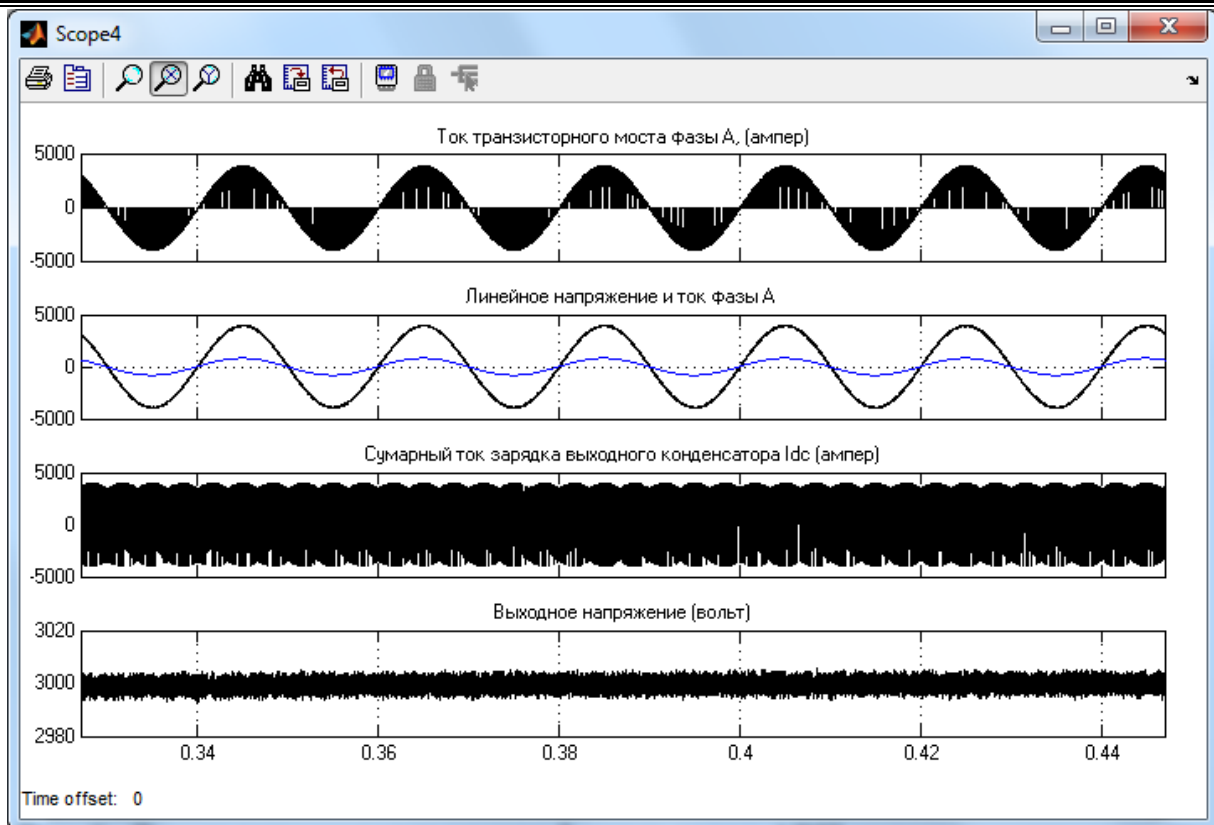 Scope4
Ток транзисторного моста фазы А, (ампер)
5000
0
-5000
Линейное напряжение и ток фазы А
5000
0
-5000
Сумарный ток зарядка выходного конденсатора Idc (ампер)
5000
0
-5000
Выходное напряжение (вольт)
3020
3000
2980
0.34 0.36 0.38 0.4 0.42 0.44
Time offset: 0